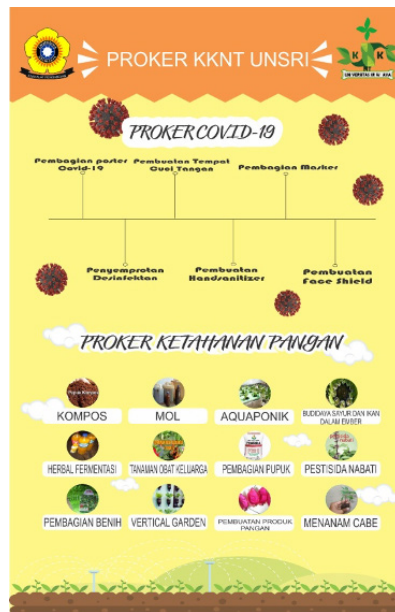 PROKER KKNT UNSRI
K K
NT
PROKER COVID-19
Pembagian poster
Covid-19
Pembuatan Tempat
Cuci Tangan
Pembagian Masker
Penyemprotan
Desinfektan
Pembuatan
Handsanitizer
Pembuatan
Face Shield
PROKER KETAHANAN PANGAN
KOMPOS
MOL
AQUAPONIK
BUDIDAYA SAYUR DAN IKAN
DALAM EMBER
HERBAL FERMENTASI
TANAMAN OBAT KELUARGA
PEMBAGIAN PUPUK
PESTISIDA NABATI
PEMBAGIAN BENIH
VERTICAL GARDEN
PEMBUATAN PRODUK
PANGAN
MENANAM CABE